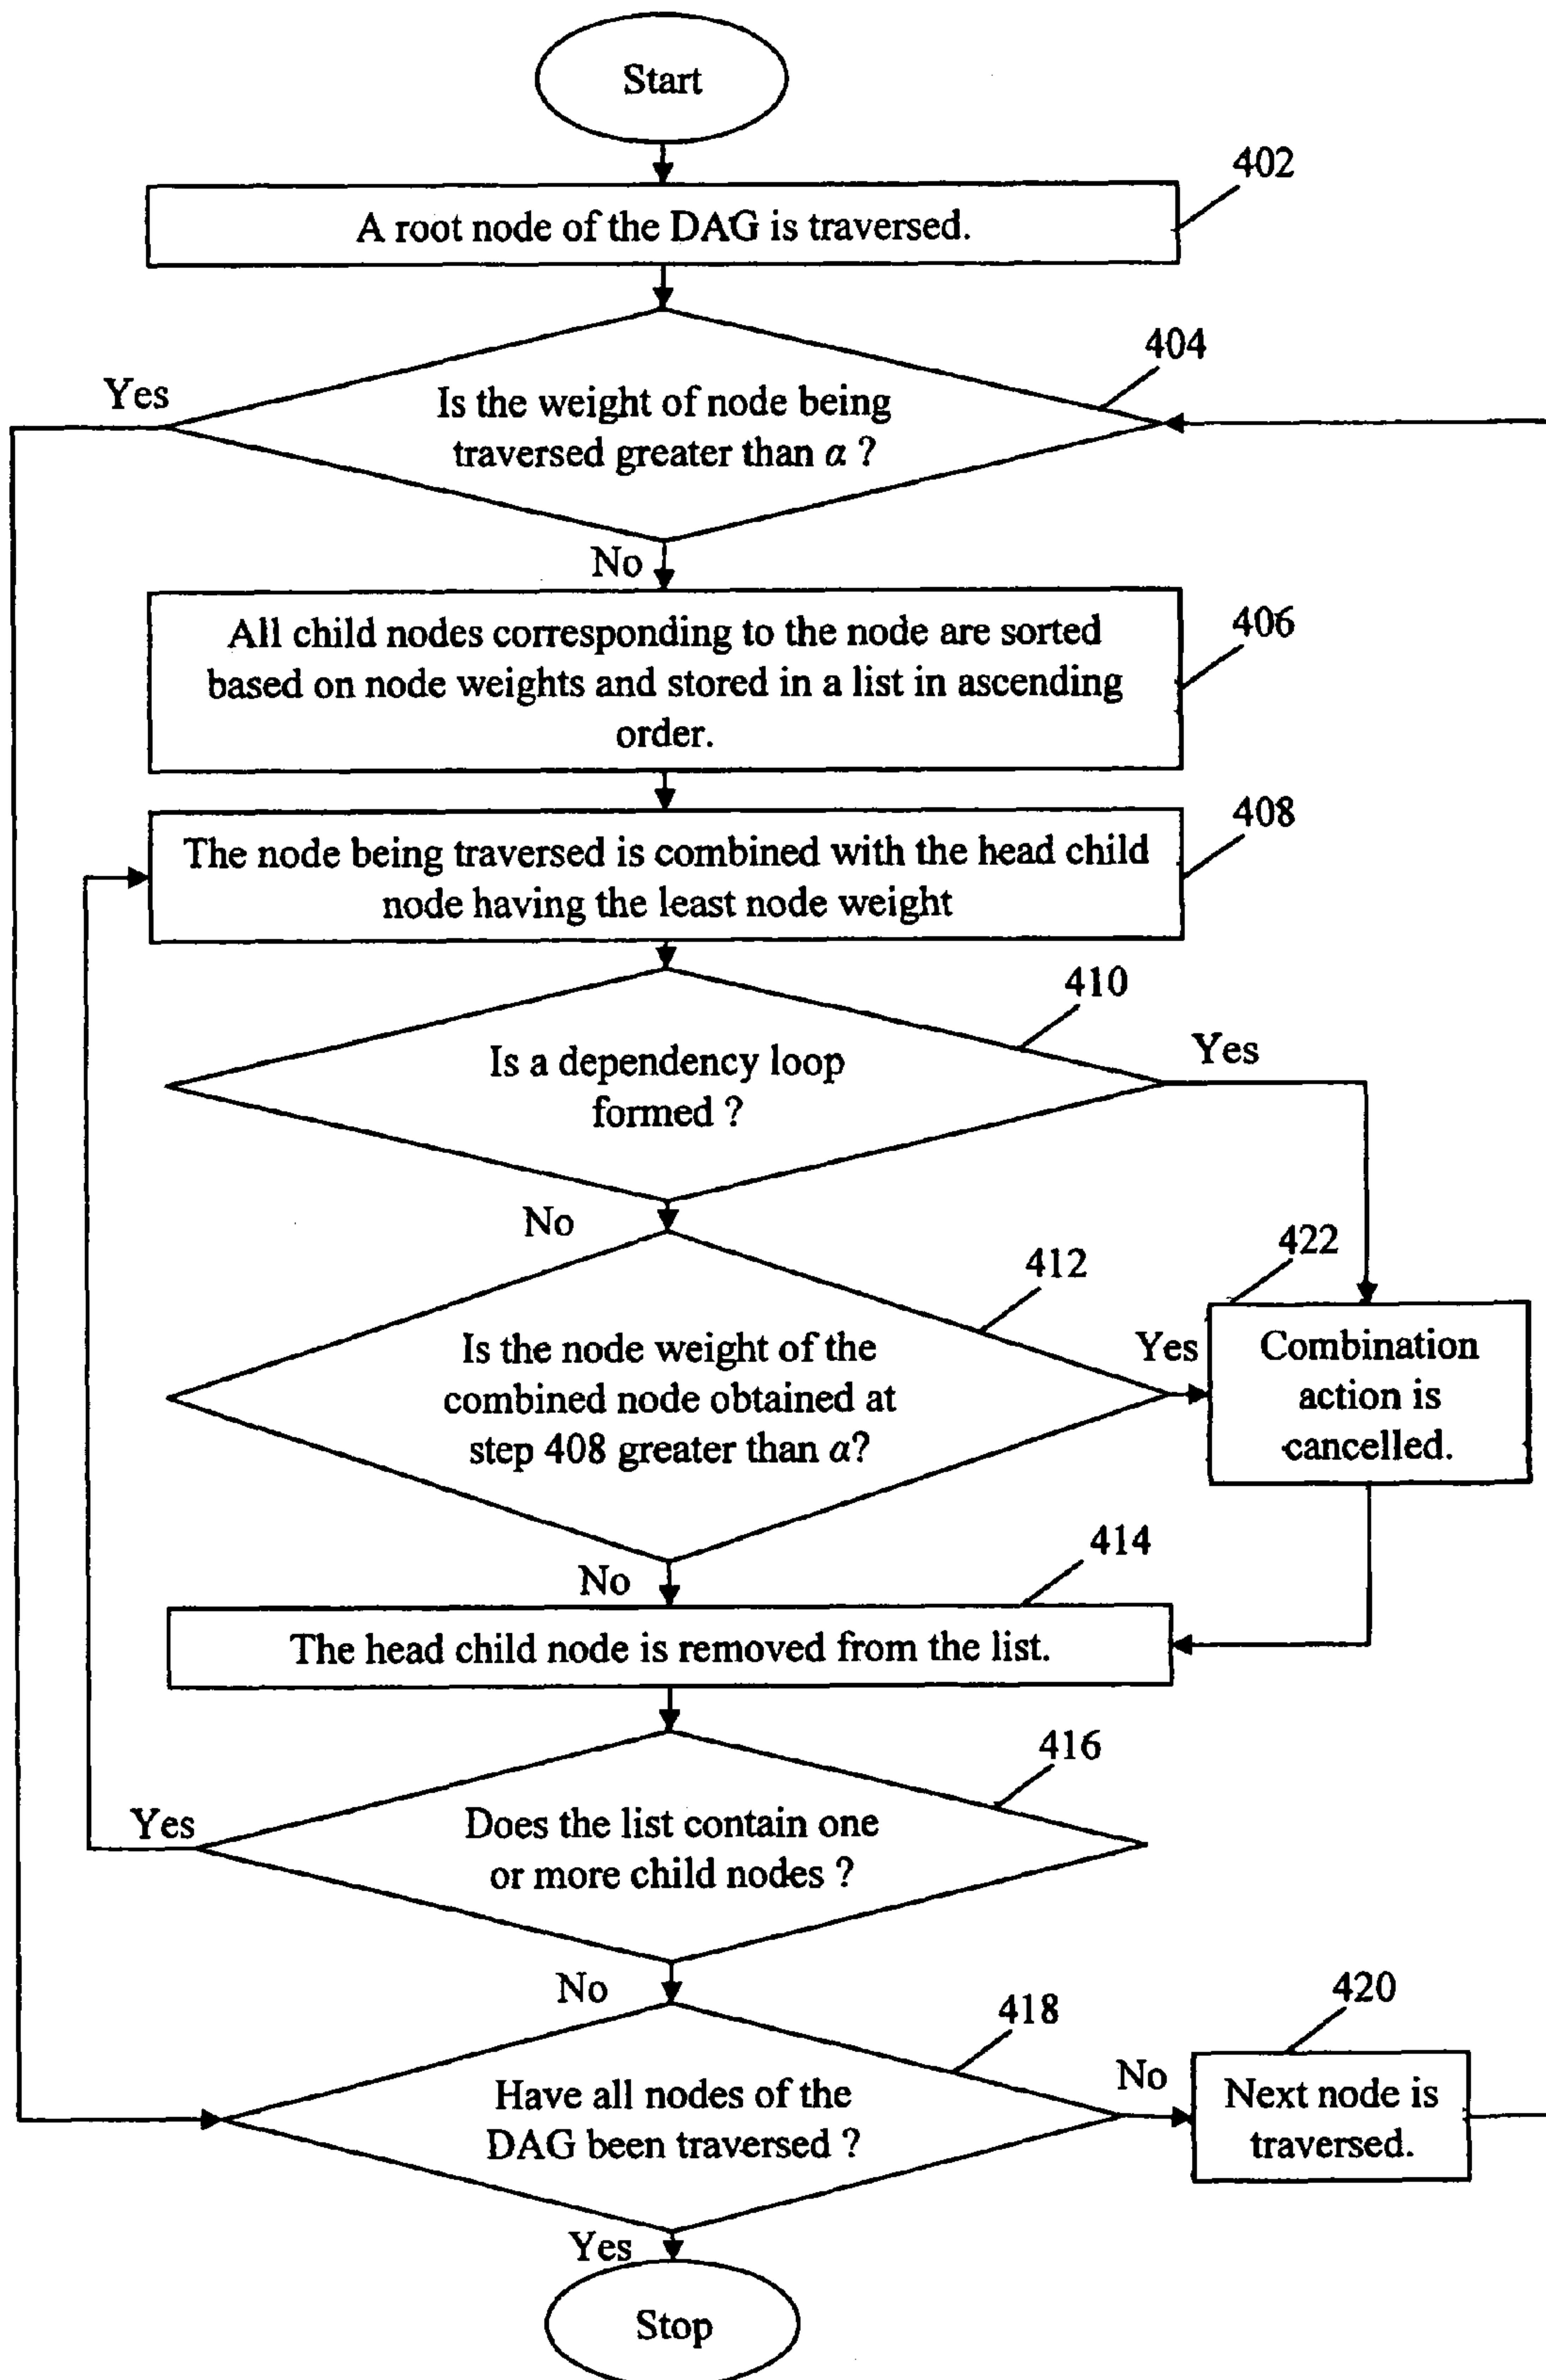 Start
402
A root node of the DAG is traversed.
404
Yes
Is the weight of node being
traversed greater than α ?
No
All child nodes corresponding to the node are sorted
based on node weights and stored in a list in ascending
order.
406
408
The node being traversed is combined with the head child
node having the least node weight
410
Yes
Is a dependency loop
formed ?
No
422
412
Is the node weight of the
combined node obtained at
step 408 greater than α?
Yes
Combination
action is
cancelled.
414
No
The head child node is removed from the list.
416
Yes
Does the list contain one
or more child nodes ?
No
420
418
No
Have all nodes of the
DAG been traversed ?
Next node is
traversed.
Yes
Stop